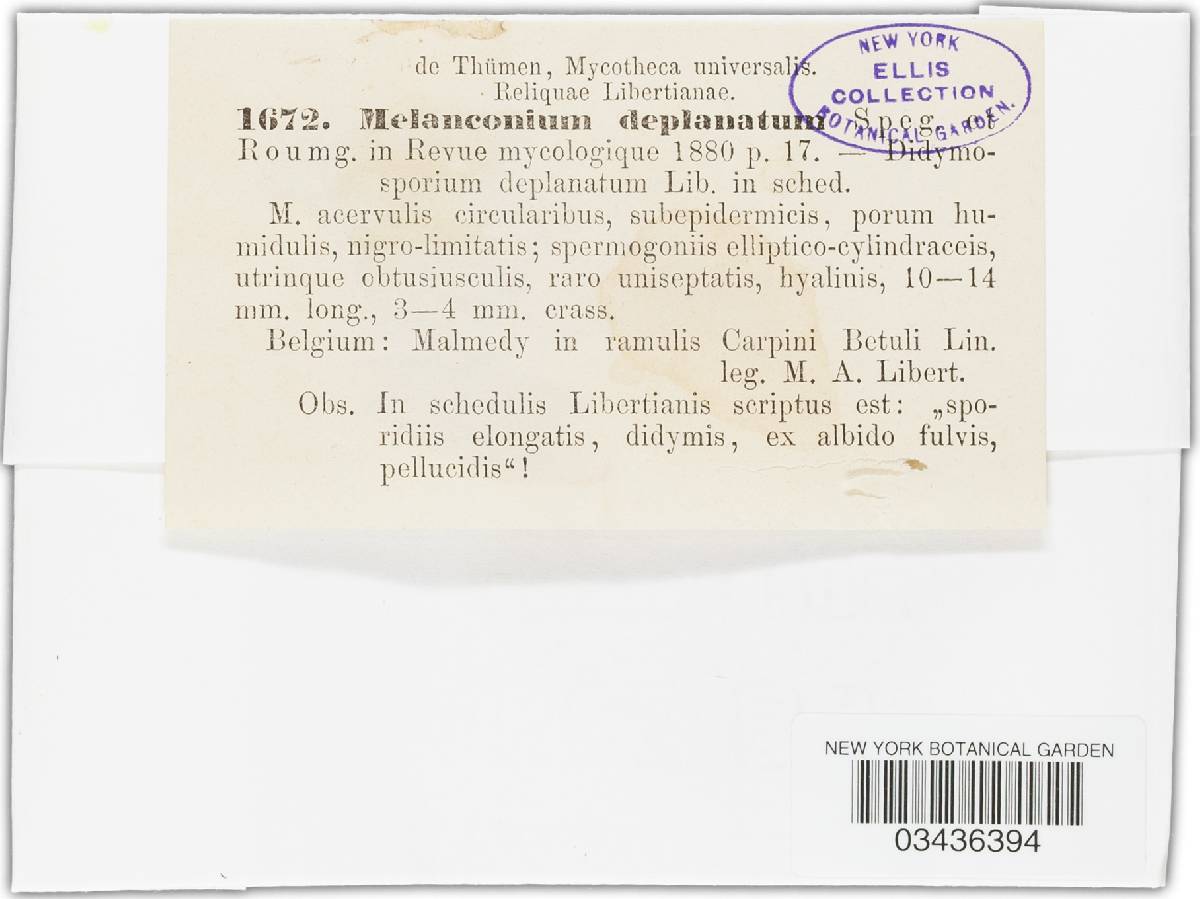 de Thümen, Mycotheca universalis.
Reliquae Libertianae.
1672. Melanconium deplanatum Speg. et
Roumg. in Revue mycologique 1880 p. 17. — Didymo-
sporium deplanatum Lib. in sched.
M. acervulis circularibus, subepidermicis, porum hu-
midulis, nigro-limitatis; spermogoniis elliptico-cylindraceis,
utrinque obtusiusculis, raro uniseptatis, hyalinis, 10—14
mm. long., 3—4 mm. crass.
Belgium: Malmedy in ramulis Carpini Betuli Lin.
leg. M. A. Libert.
Obs. In schedulis Libertianis scriptus est: „spo-
ridiis elongatis, didymis, ex albido fulvis,
pellucidis“!
NEW YORK
ELLIS
COLLECTION
BOTANICAL GARDEN.
NEW YORK BOTANICAL GARDEN
03436394